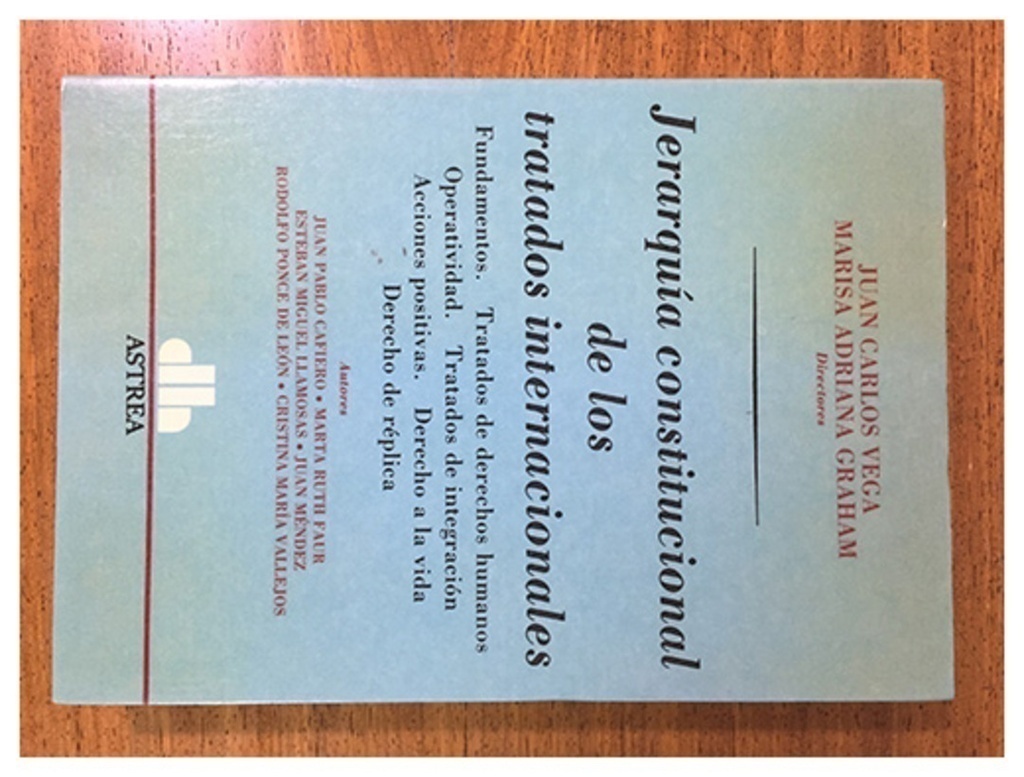 JUAN CARLOS VEGA
MARISA ADRIANA GRAHAM
Directores
Jerarquía constitucional
de los
tratados internacionales
Fundamentos. Tratados de derechos humanos
Operatividad. Tratados de integración
Acciones positivas. Derecho a la vida
Derecho de réplica
Autores
JUAN PABLO CAFIERO • MARTA RUTH FAUR
ESTEBAN MIGUEL LLAMOSAS • JUAN MÉNDEZ
RODOLFO PONCE DE LEÓN • CRISTINA MARÍA VALLEJOS
ASTREA